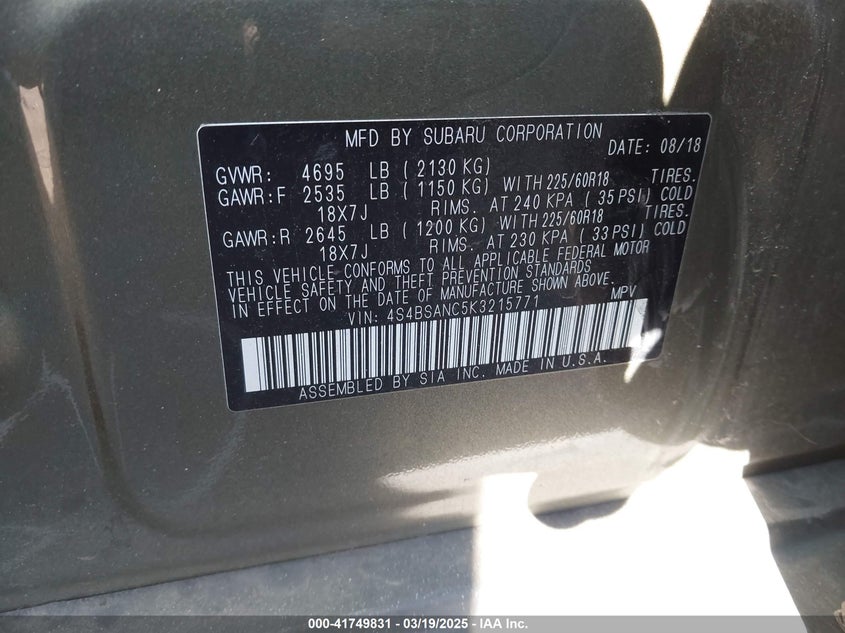 MFD BY SUBARU CORPORATION DATE: 08/18
GVWR: 4695 LB ( 2130 KG)
GAWR:F 2535 LB ( 1150 KG) WITH 225/60R18 TIRES.
18X7J RIMS. AT 240 KPA ( 35 PSI) COLD
GAWR:R 2645 LB ( 1200 KG) WITH 225/60R18 TIRES.
18X7J RIMS. AT 230 KPA ( 33 PSI) COLD
THIS VEHICLE CONFORMS TO ALL APPLICABLE FEDERAL MOTOR
VEHICLE SAFETY AND THEFT PREVENTION STANDARDS
IN EFFECT ON THE DATE OF MANUFACTURE SHOWN ABOVE.
VIN: 4S4BSANC5K3215771 MPV
ASSEMBLED BY SIA INC. MADE IN U.S.A.
000-41749831 - 03/19/2025 - IAA Inc.